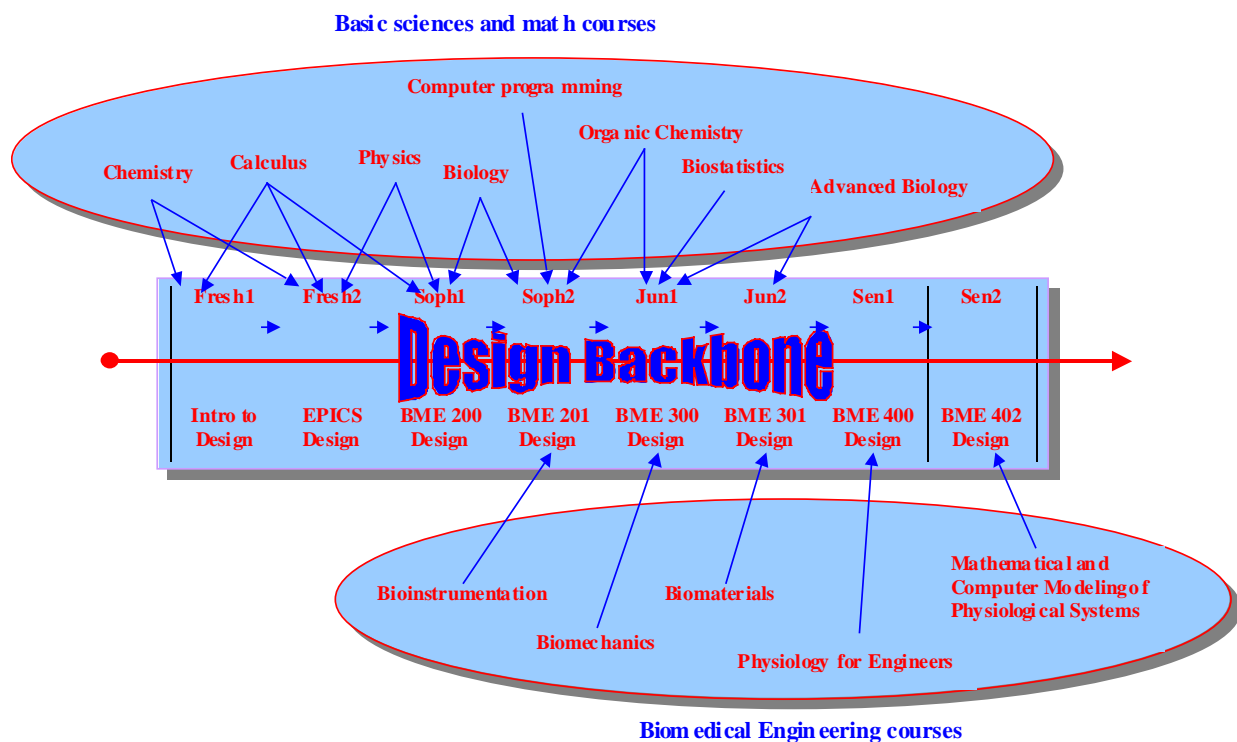 Basic sciences and math courses
Computer programming
Organic Chemistry
Physics
Calculus
Biology
Biostatistics
Chemistry
Advanced Biology
Fresh1 Fresh2 Soph1 Soph2 Jun1 Jun2 Sen1 Sen2
Design Backbone
Intro to EPICS BME 200 BME 201 BME 300 BME 301 BME 400 BME 402
Design Design Design Design Design Design Design Design
Mathematical and
Bioinstrumentation Biomaterials Computer Modeling of
Physiological Systems
Biomechanics
Physiology for Engineers
Biomedical Engineering courses